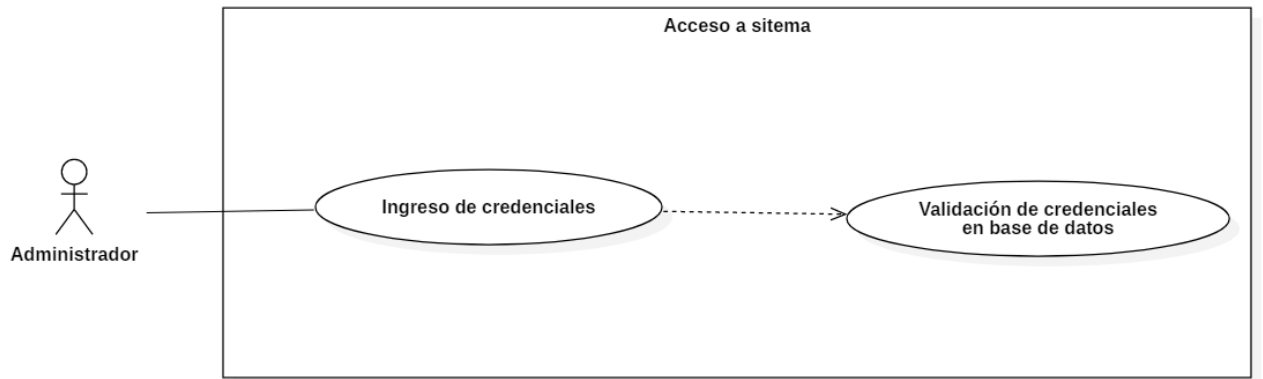 Acceso a sitema
Ingreso de credenciales
Validación de credenciales
en base de datos
Administrador